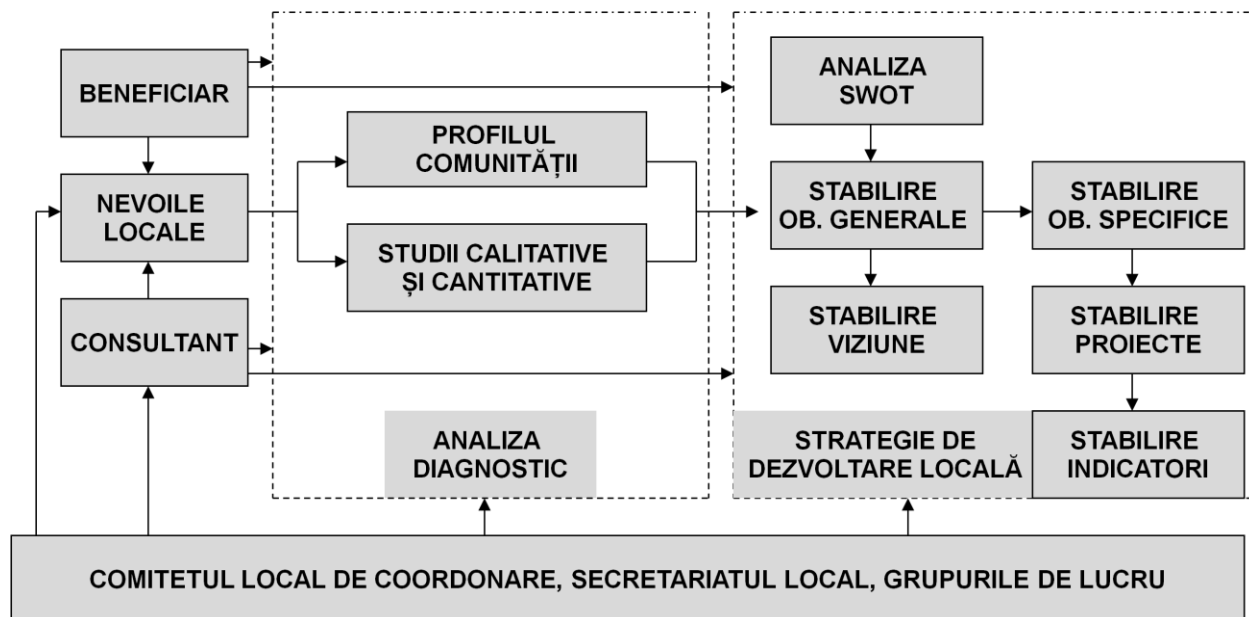 BENEFICIAR
NEVOILE
LOCALE
CONSULTANT
PROFILUL
COMUNITĂȚII
STUDII CALITATIVE
ȘI CANTITATIVE
ANALIZA
DIAGNOSTIC
ANALIZA
SWOT
STABILIRE
OB. GENERALE
STABILIRE
VIZIUNE
STABILIRE
OB. SPECIFICE
STABILIRE
PROIECTE
STABILIRE
INDICATORI
STRATEGIE DE
DEZVOLTARE LOCALĂ
COMITETUL LOCAL DE COORDONARE, SECRETARIATUL LOCAL, GRUPURILE DE LUCRU